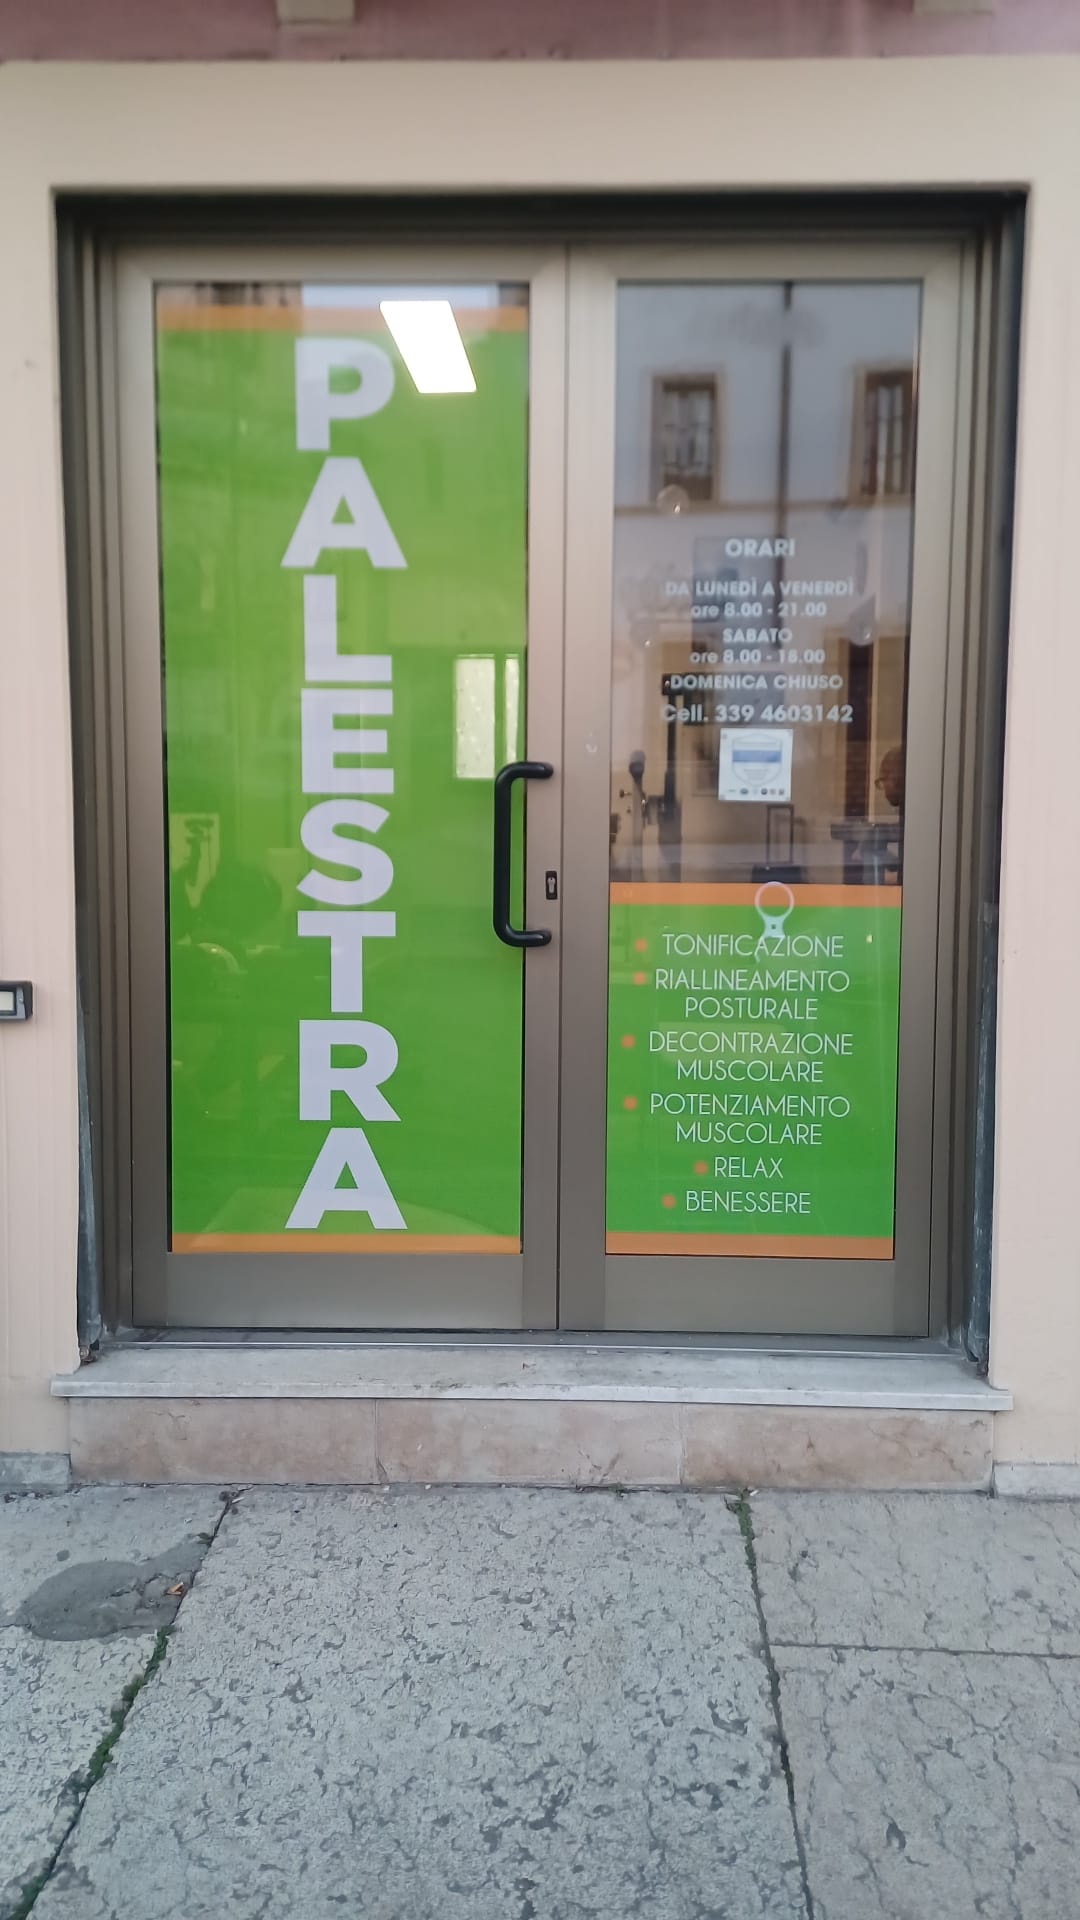 PALESTRA
ORARI
DA LUNEDÌ A VENERDÌ
ore 8.00 - 21.00
SABATO
ore 8.00 - 18.00
DOMENICA CHIUSO
Cell. 339 4603142
TONIFICAZIONE
RIALLINEAMENTO
POSTURALE
DECONTRAZIONE
MUSCOLARE
POTENZIAMENTO
MUSCOLARE
RELAX
BENESSERE